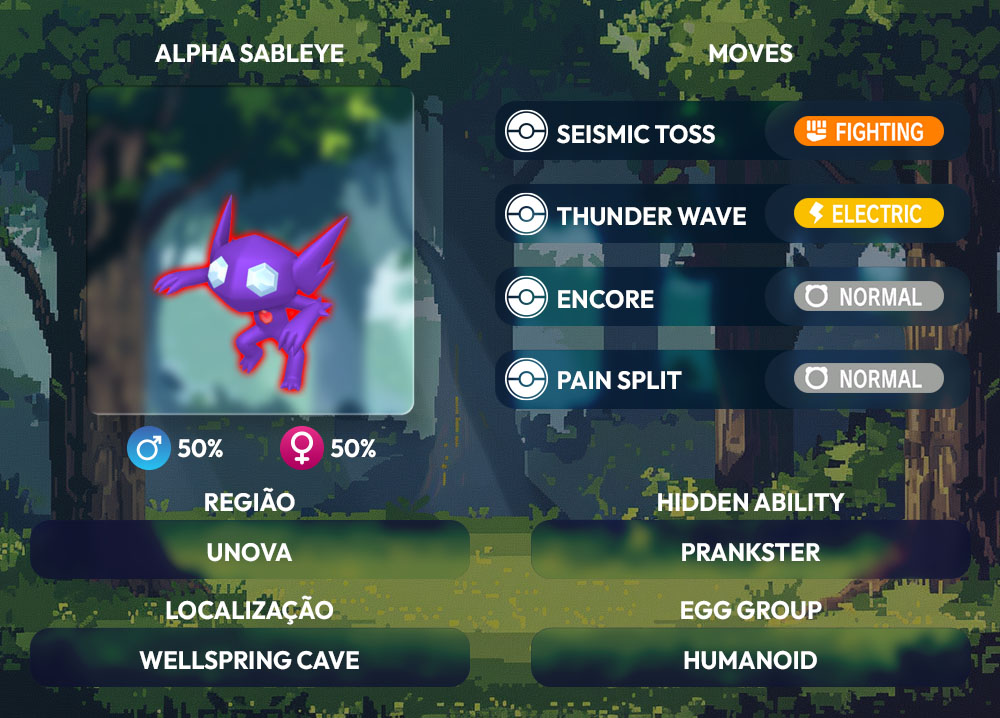 ALPHA SABLEYE
50%
50%
REGIÃO
UNOVA
LOCALIZAÇÃO
WELLSPRING CAVE
MOVES
SEISMIC TOSS
FIGHTING
THUNDER WAVE
ELECTRIC
ENCORE
NORMAL
PAIN SPLIT
NORMAL
HIDDEN ABILITY
PRANKSTER
EGG GROUP
HUMANOID